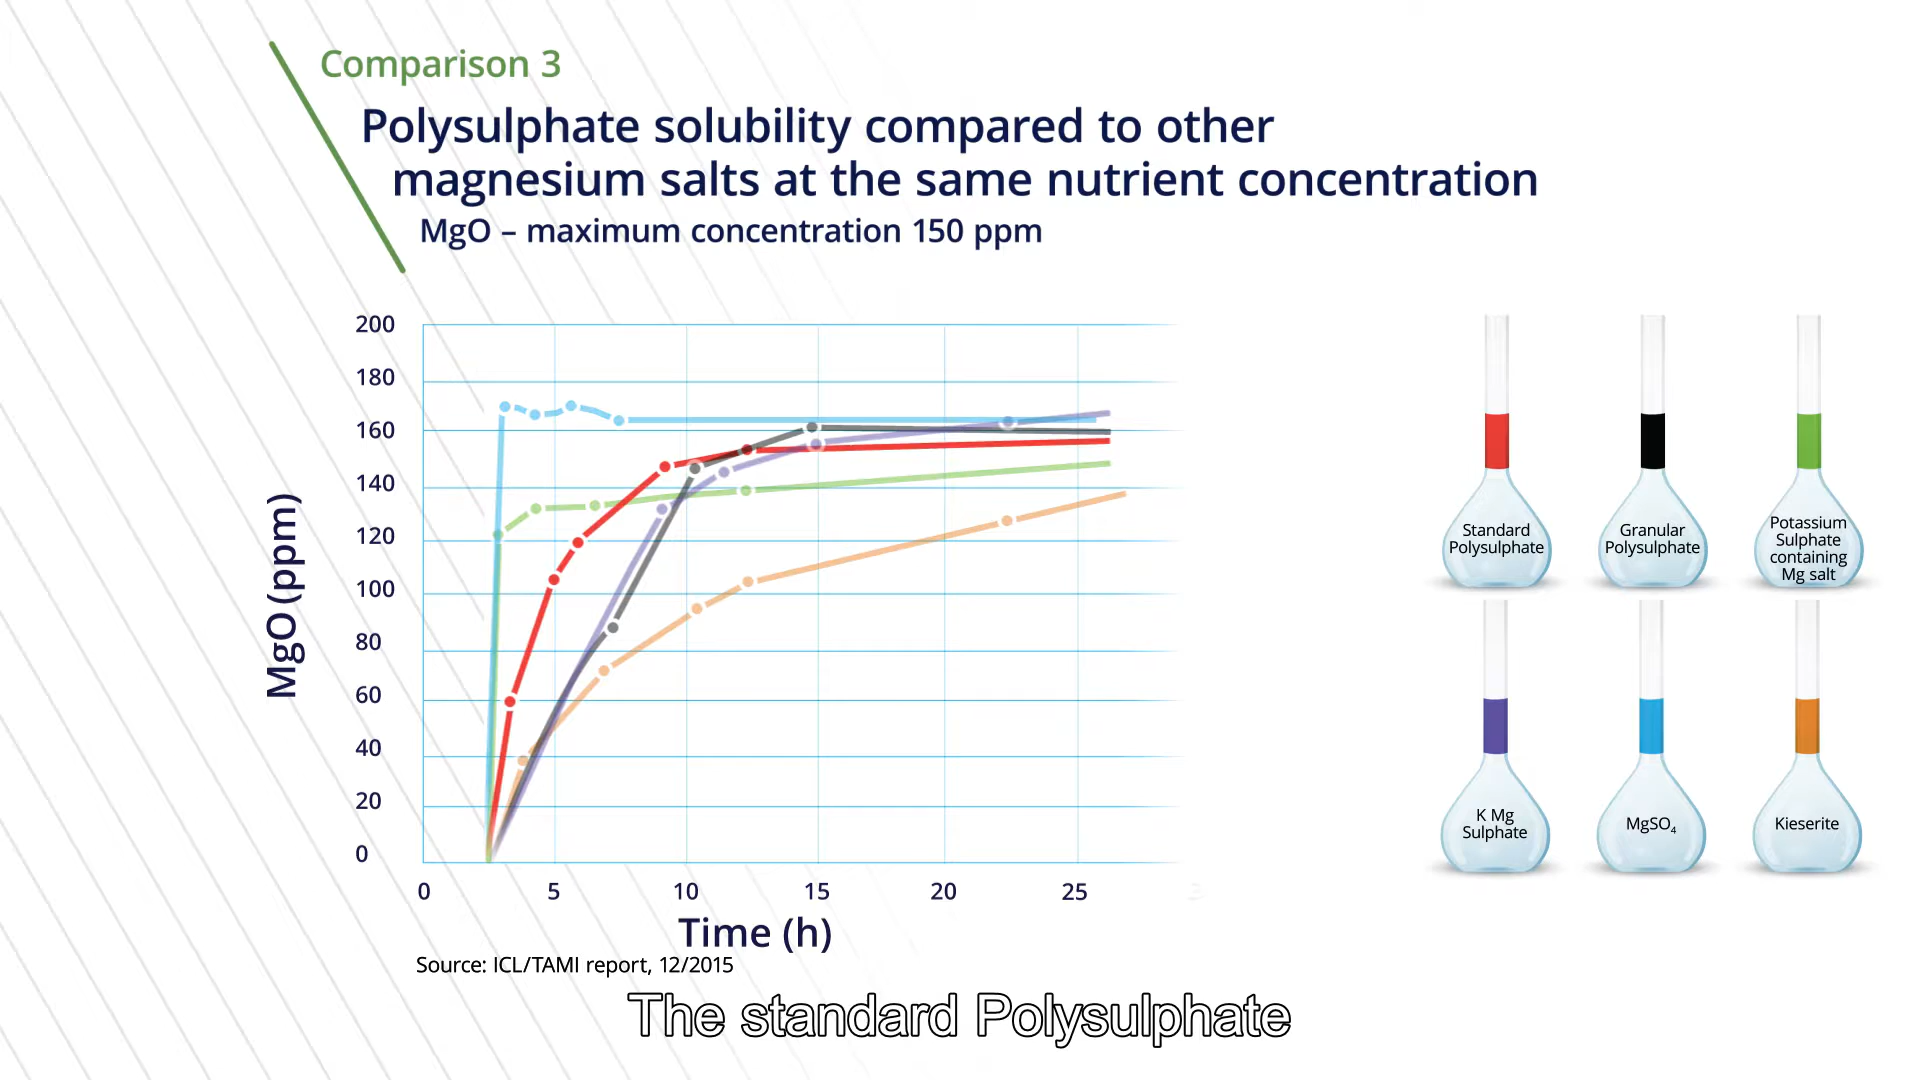 Comparison 3
Polysulphate solubility compared to other
magnesium salts at the same nutrient concentration
MgO – maximum concentration 150 ppm
200
180
160
140
120
100
80
60
40
20
0
MgO (ppm)
0 5 10 15 20 25
Time (h)
Source: ICL/TAMI report, 12/2015
Standard
Polysulphate
Granular
Polysulphate
Potassium
Sulphate
containing
Mg salt
K Mg
Sulphate
MgSO₄
Kieserite
The standard Polysulphate